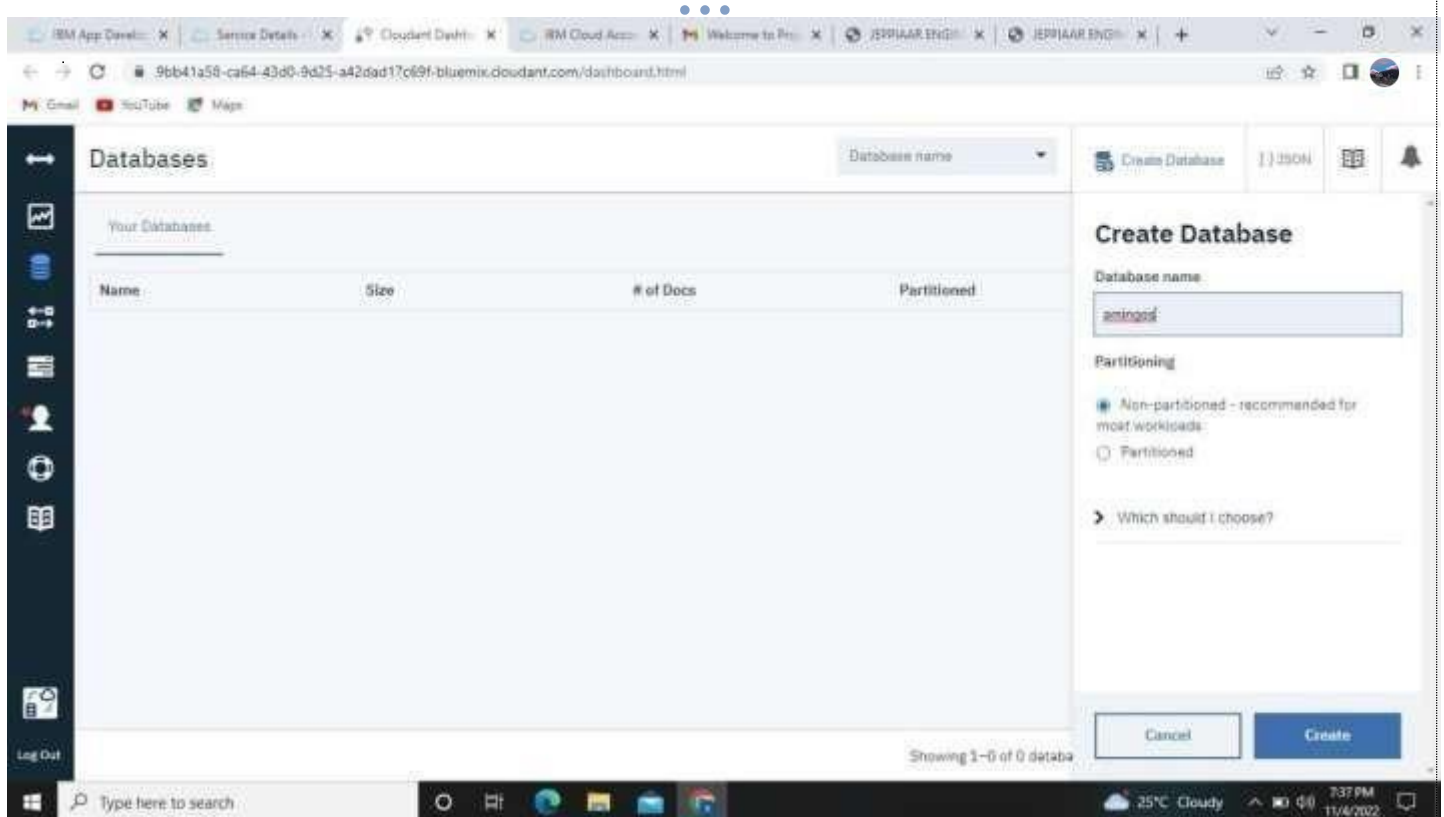 IBM App Develo
Service Details
Cloudant Dashb
IBM Cloud Acco
Welcome to Pro
JEPPIAAR ENGI
JEPPIAAR ENGI
9bb41a58-ca64-43d0-9d25-a42dad17c69f-bluemix.cloudant.com/dashboard.html
Gmail YouTube Maps
Databases
Database name
Create Database
{ } JSON
Your Databases
Name Size # of Docs Partitioned
Create Database
Database name
amingos
Partitioning
Non-partitioned - recommended for
most workloads
Partitioned
Which should I choose?
Cancel
Create
Log Out
Showing 1–0 of 0 databa
Type here to search
25°C Cloudy
7:37 PM
11/4/2022